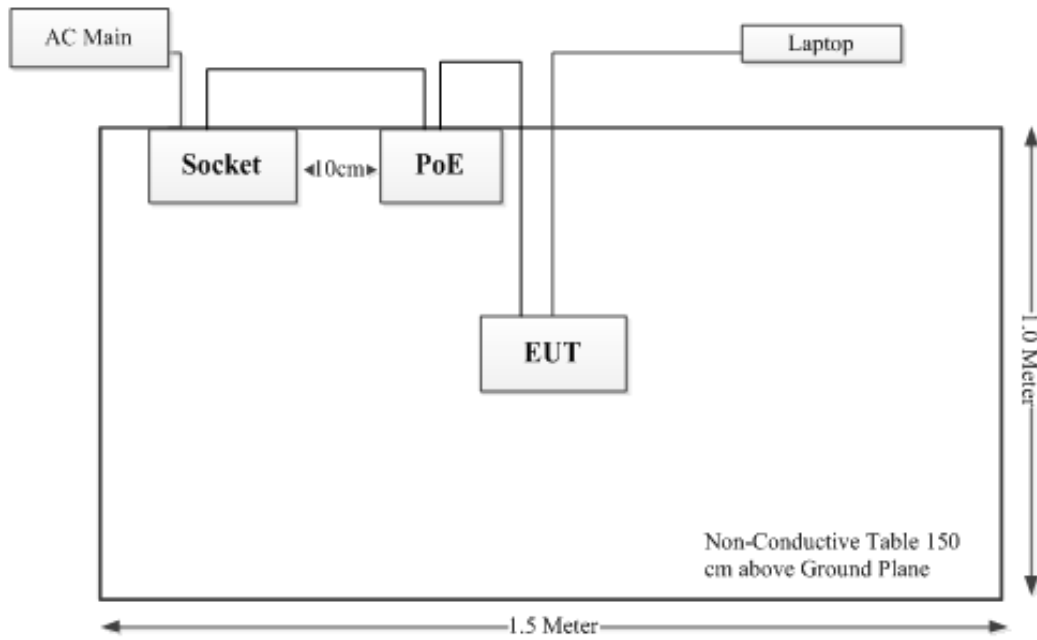 AC Main
Laptop
Socket
10cm
PoE
EUT
1.0 Meter
Non-Conductive Table 150
cm above Ground Plane
1.5 Meter